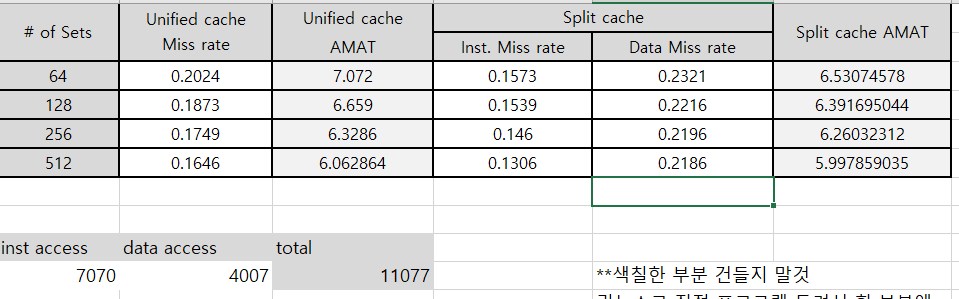 # of Sets Unified cache Miss rate Unified cache AMAT Split cache Split cache AMAT
Inst. Miss rate Data Miss rate
64 0.2024 7.072 0.1573 0.2321 6.53074578
128 0.1873 6.659 0.1539 0.2216 6.391695044
256 0.1749 6.3286 0.146 0.2196 6.26032312
512 0.1646 6.062864 0.1306 0.2186 5.997859035
inst access data access total
7070 4007 11077 **색칠한 부분 건들지 말것